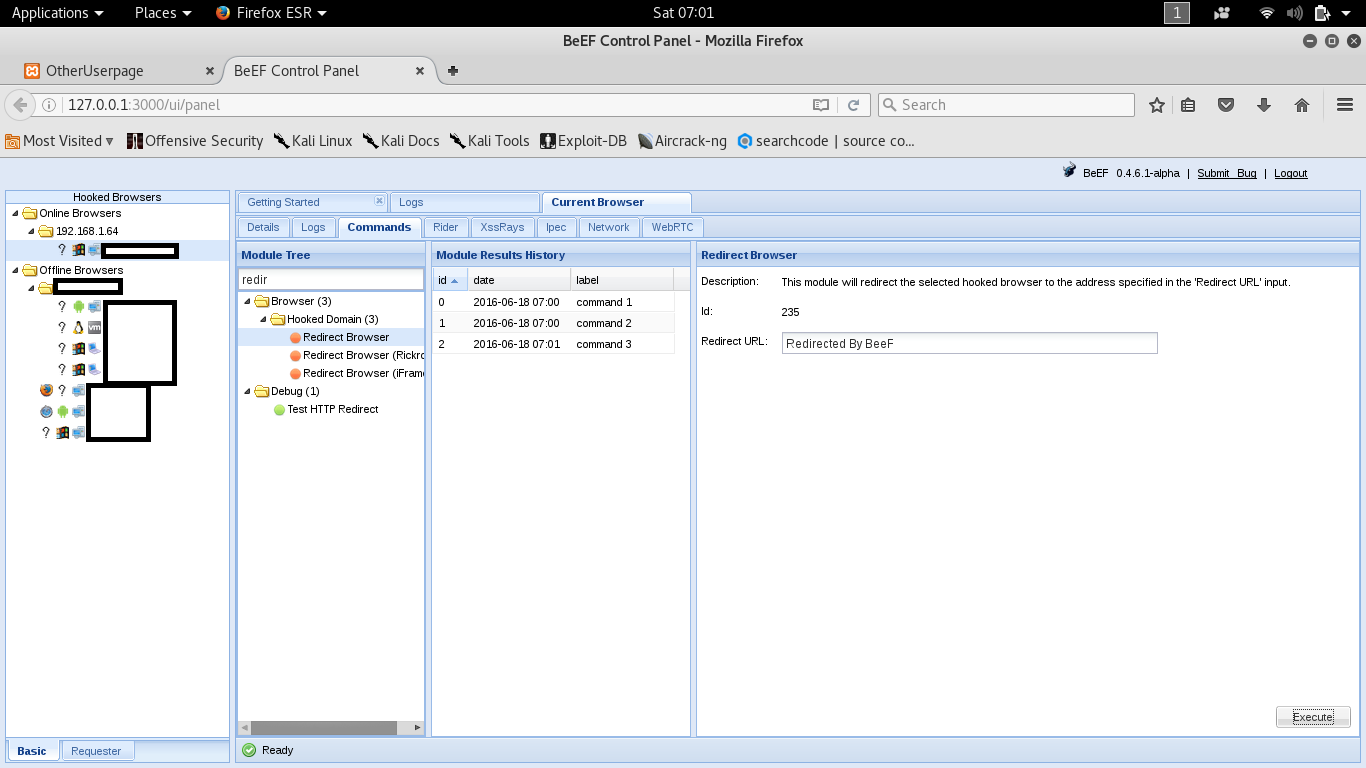 Applications Places Firefox ESR Sat 07:01 1
BeEF Control Panel - Mozilla Firefox
OtherUserpage BeEF Control Panel
127.0.0.1:3000/ui/panel Search
Most Visited Offensive Security Kali Linux Kali Docs Kali Tools Exploit-DB Aircrack-ng searchcode | source co...
BeEF 0.4.6.1-alpha | Submit Bug | Logout
Hooked Browsers
Online Browsers
192.168.1.64
?
Offline Browsers
?
? vm
?
?
?
?
Basic Requester
Getting Started Logs Current Browser
Details Logs Commands Rider XssRays Ipec Network WebRTC
Module Tree
redir
Browser (3)
Hooked Domain (3)
Redirect Browser
Redirect Browser (Rickro
Redirect Browser (iFrame
Debug (1)
Test HTTP Redirect
Module Results History
id date label
0 2016-06-18 07:00 command 1
1 2016-06-18 07:00 command 2
2 2016-06-18 07:01 command 3
Redirect Browser
Description: This module will redirect the selected hooked browser to the address specified in the 'Redirect URL' input.
Id: 235
Redirect URL: Redirected By BeeF
Execute
Ready